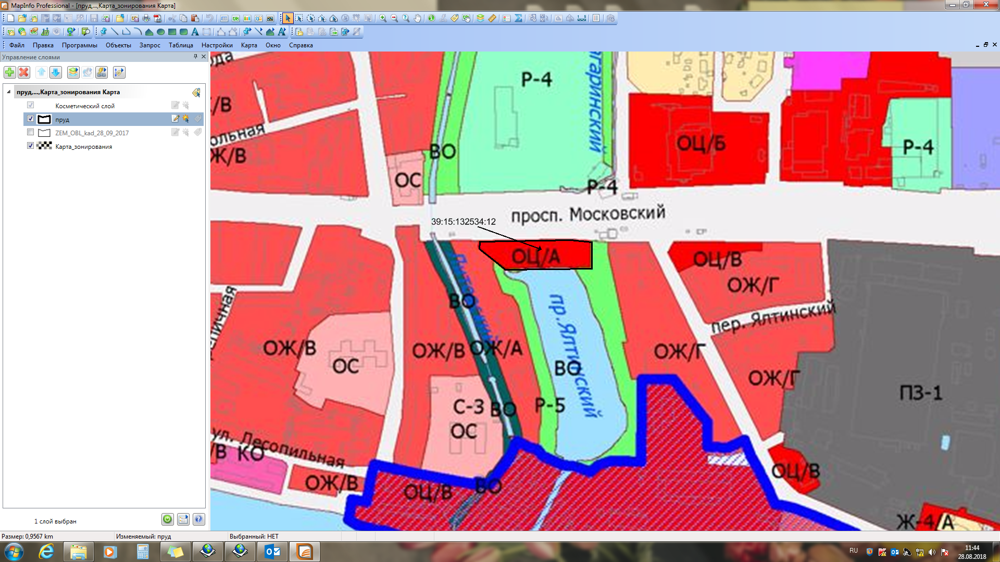 MapInfo Professional - [пруд,...,Карта_зонирования Карта]
Файл Правка Программы Объекты Запрос Таблица Настройки Карта Окно Справка
Управление слоями
пруд,...,Карта_зонирования Карта
Косметический слой
пруд
ZEM_OBL_kad_28_09_2017
Карта_зонирования
1 слой выбран
Р-4
/В
ольная
Ж/В
ВО
ОС
гаринский
Р-4
ОЦ/Б
Р-4
просп. Московский
39:15:132534:12
ОЦ/А
ОЦ/В
ОЖ/Г
пер. Ялтинский
ВО
ОЖ/В
ОС
ОЖ/В
ОЖ/А
пр.Ялтинский
ВО
ОЖ/Г
ОЖ/Г
ПЗ-1
С-3
ВО
Р-5
ОС
ул. Лесопильная
/В
КО
ОЖ/В
ОЦ/В
ВО
ОЦ/В
Ж-4/А
Размер: 0,9567 km
Изменяемый: пруд
Выбранный: НЕТ
RU
11:44
28.08.2018